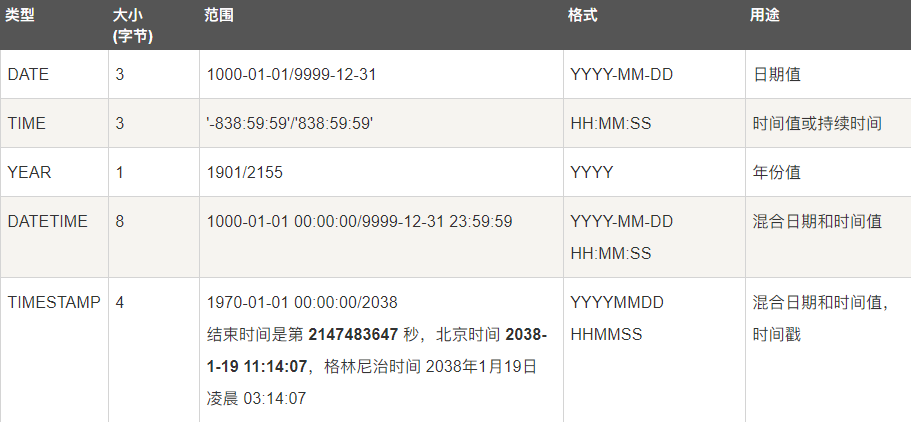 类型 大小 范围 格式 用途
(字节)
DATE 3 1000-01-01/9999-12-31 YYYY-MM-DD 日期值
TIME 3 '-838:59:59'/'838:59:59' HH:MM:SS 时间值或持续时间
YEAR 1 1901/2155 YYYY 年份值
DATETIME 8 1000-01-01 00:00:00/9999-12-31 23:59:59 YYYY-MM-DD 混合日期和时间值
HH:MM:SS
TIMESTAMP 4 1970-01-01 00:00:00/2038 YYYYMMDD 混合日期和时间值，
结束时间是第 2147483647 秒，北京时间 2038- HHMMSS 时间戳
1-19 11:14:07，格林尼治时间 2038年1月19日
凌晨 03:14:07